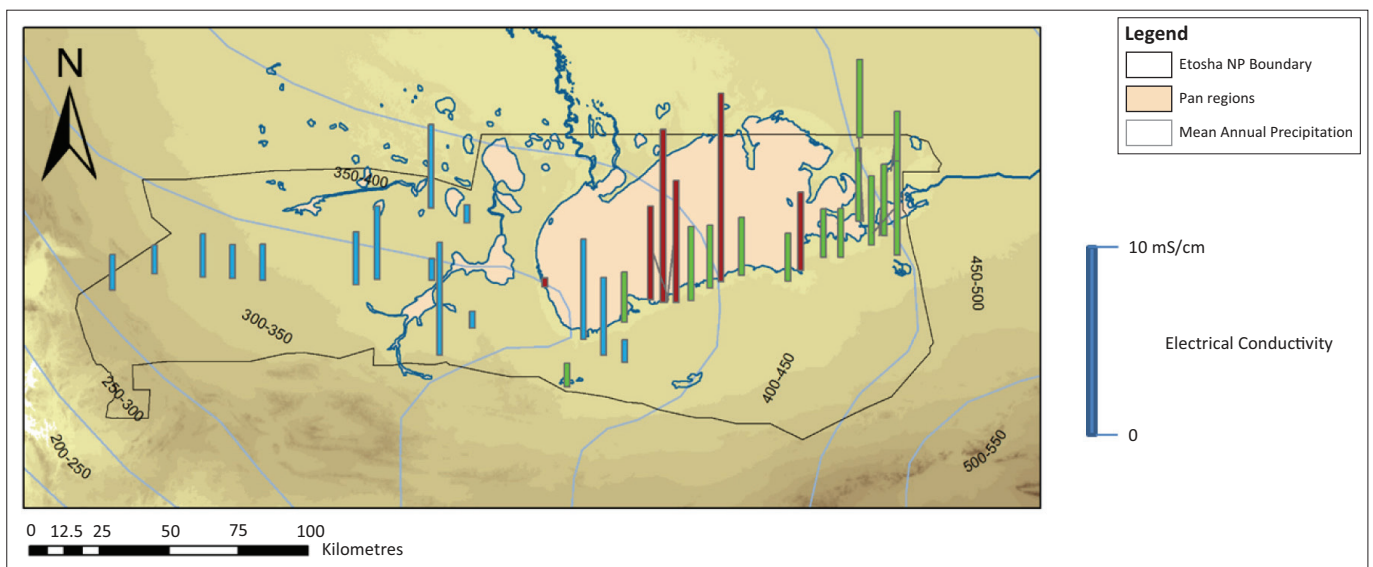 N
350-400
300-350
250-300
200-250
400-450
450-500
500-550
0 12.5 25 50 75 100
Kilometres
Legend
Etosha NP Boundary
Pan regions
Mean Annual Precipitation
10 mS/cm
Electrical Conductivity
0